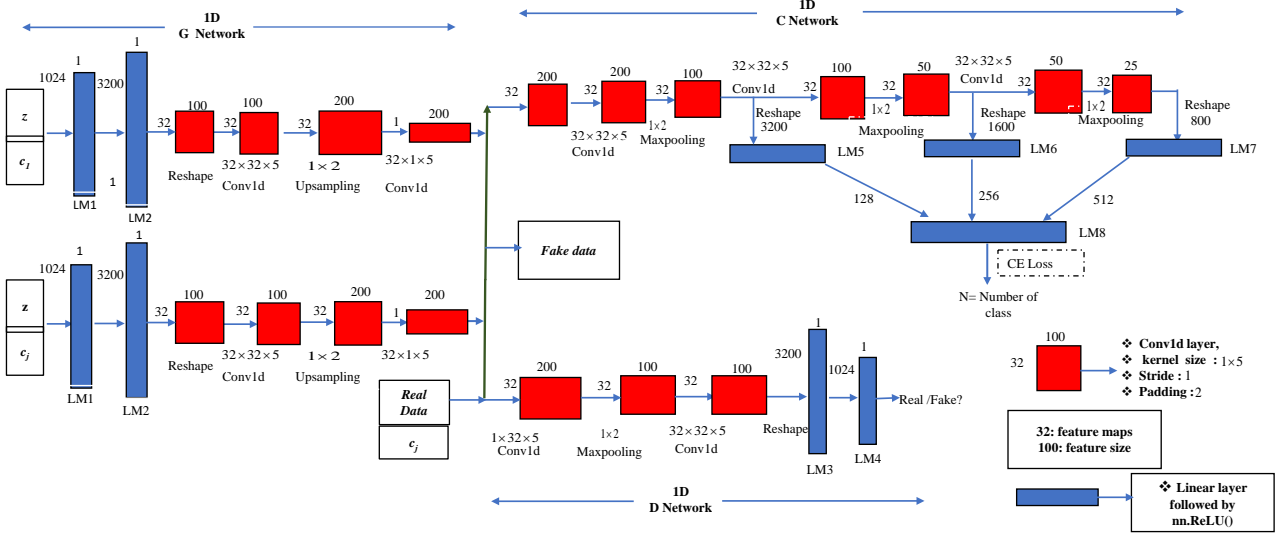 1D
G Network
1D
C Network
1024
1
3200
1
z
c1
LM1
1
LM2
32
100
Reshape
32
100
32×32×5
Conv1d
32
200
1 × 2
Upsampling
1
200
32×1×5
Conv1d
32
200
32×32×5
Conv1d
32
200
1×2
Maxpooling
32
100
32×32×5
Conv1d
Reshape
3200
LM5
32
100
1×2
Maxpooling
32
50
32×32×5
Conv1d
Reshape
1600
LM6
32
50
1×2
Maxpooling
32
25
Reshape
800
LM7
128
256
512
LM8
CE Loss
N= Number of
class
Fake data
1024
1
3200
1
z
cj
LM1
LM2
32
100
Reshape
32
100
32×32×5
Conv1d
32
200
1 × 2
Upsampling
1
200
32×1×5
Conv1d
Real
Data
cj
32
200
1×32×5
Conv1d
32
100
1×2
Maxpooling
32
100
32×32×5
Conv1d
Reshape
3200
1
LM3
1024
1
LM4
Real /Fake?
1D
D Network
100
32
❖ Conv1d layer,
❖ kernel size : 1×5
❖ Stride : 1
❖ Padding : 2
32: feature maps
100: feature size
❖ Linear layer
followed by
nn.ReLU()